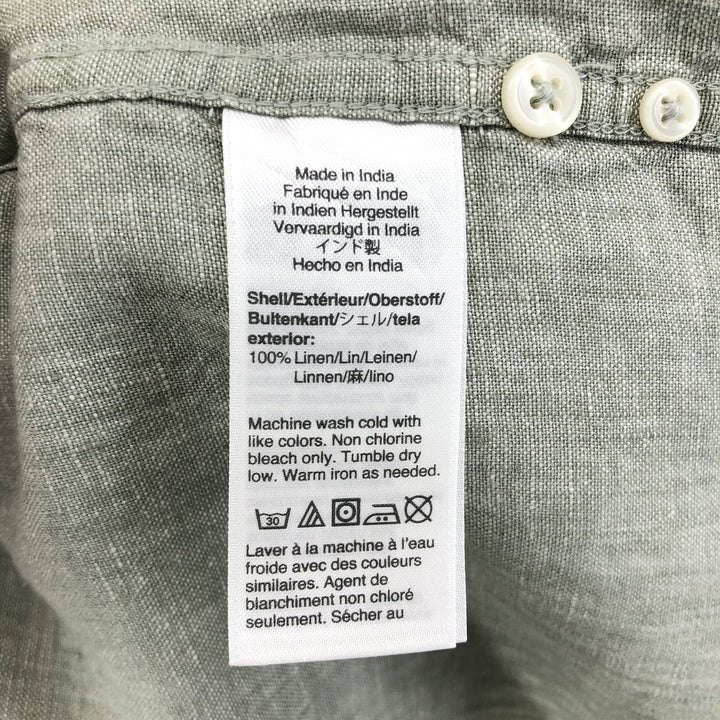 Made in India
Fabriqué en Inde
in Indien Hergestellt
Vervaardigd in India
インド製
Hecho en India
Shell/Extérieur/Oberstoff/
Buitenkant/シェル/tela
exterior:
100% Linen/Lin/Leinen/
Linnen/麻/lino
Machine wash cold with
like colors. Non chlorine
bleach only. Tumble dry
low. Warm iron as needed.
30
Laver à la machine à l'eau
froide avec des couleurs
similaires. Agent de
blanchiment non chloré
seulement. Sécher au